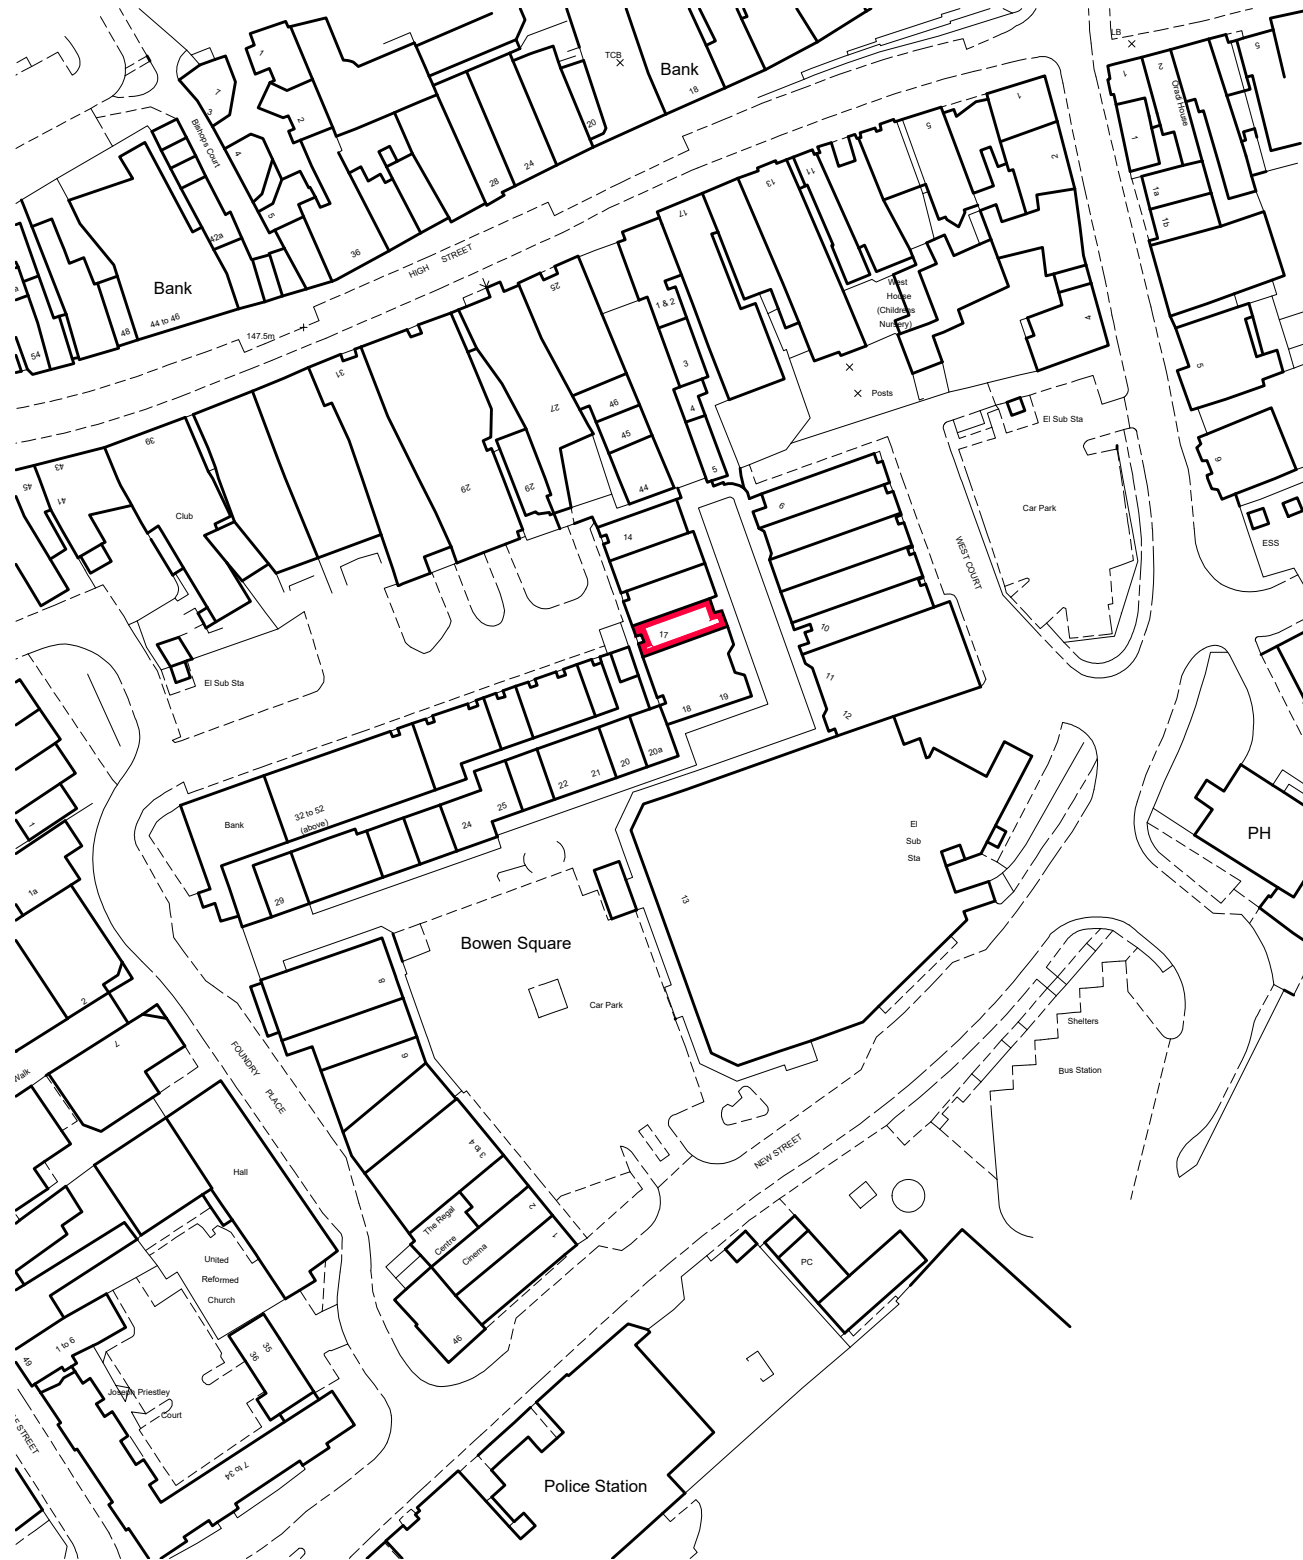 LB
TCB
Bank
18
1
7
3
Bishops Court
2
4
20
24
28
5
42a
36
HIGH STREET
Bank
44 to 46
48
54
147.5m
1
2
5
Orad House
1
1a
1b
5
1
2
11
13
17
25
1 & 2
3
4
5
West
House
(Childrens
Nursery)
4
Posts
El Sub Sta
Car Park
5
9
ESS
31
27
46
45
44
29
29
39
43
45
41
Club
14
6
10
WEST COURT
17
El Sub Sta
18
19
11
12
20a
20
21
22
25
24
32 to 52
(above)
Bank
29
El
Sub
Sta
PH
1
1a
2
7
Walk
13
Bowen Square
Car Park
8
6
FOUNDRY PLACE
Shelters
Bus Station
3 to 4
NEW STREET
Hall
2
1
The Regal
Centre
Cinema
46
PC
United
Reformed
Church
35
36
1 to 6
49
Joseph Priestley
Court
E STREET
7 to 34
Police Station